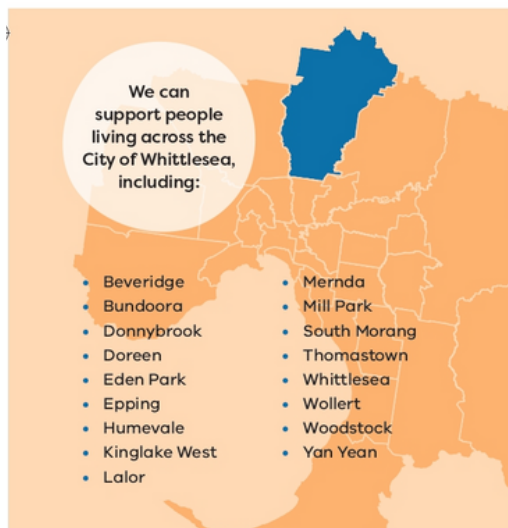 We can
support people
living across the
City of Whittlesea,
including:
• Beveridge
• Bundoora
• Donnybrook
• Doreen
• Eden Park
• Epping
• Humevale
• Kinglake West
• Lalor
• Mernda
• Mill Park
• South Morang
• Thomastown
• Whittlesea
• Wollert
• Woodstock
• Yan Yean